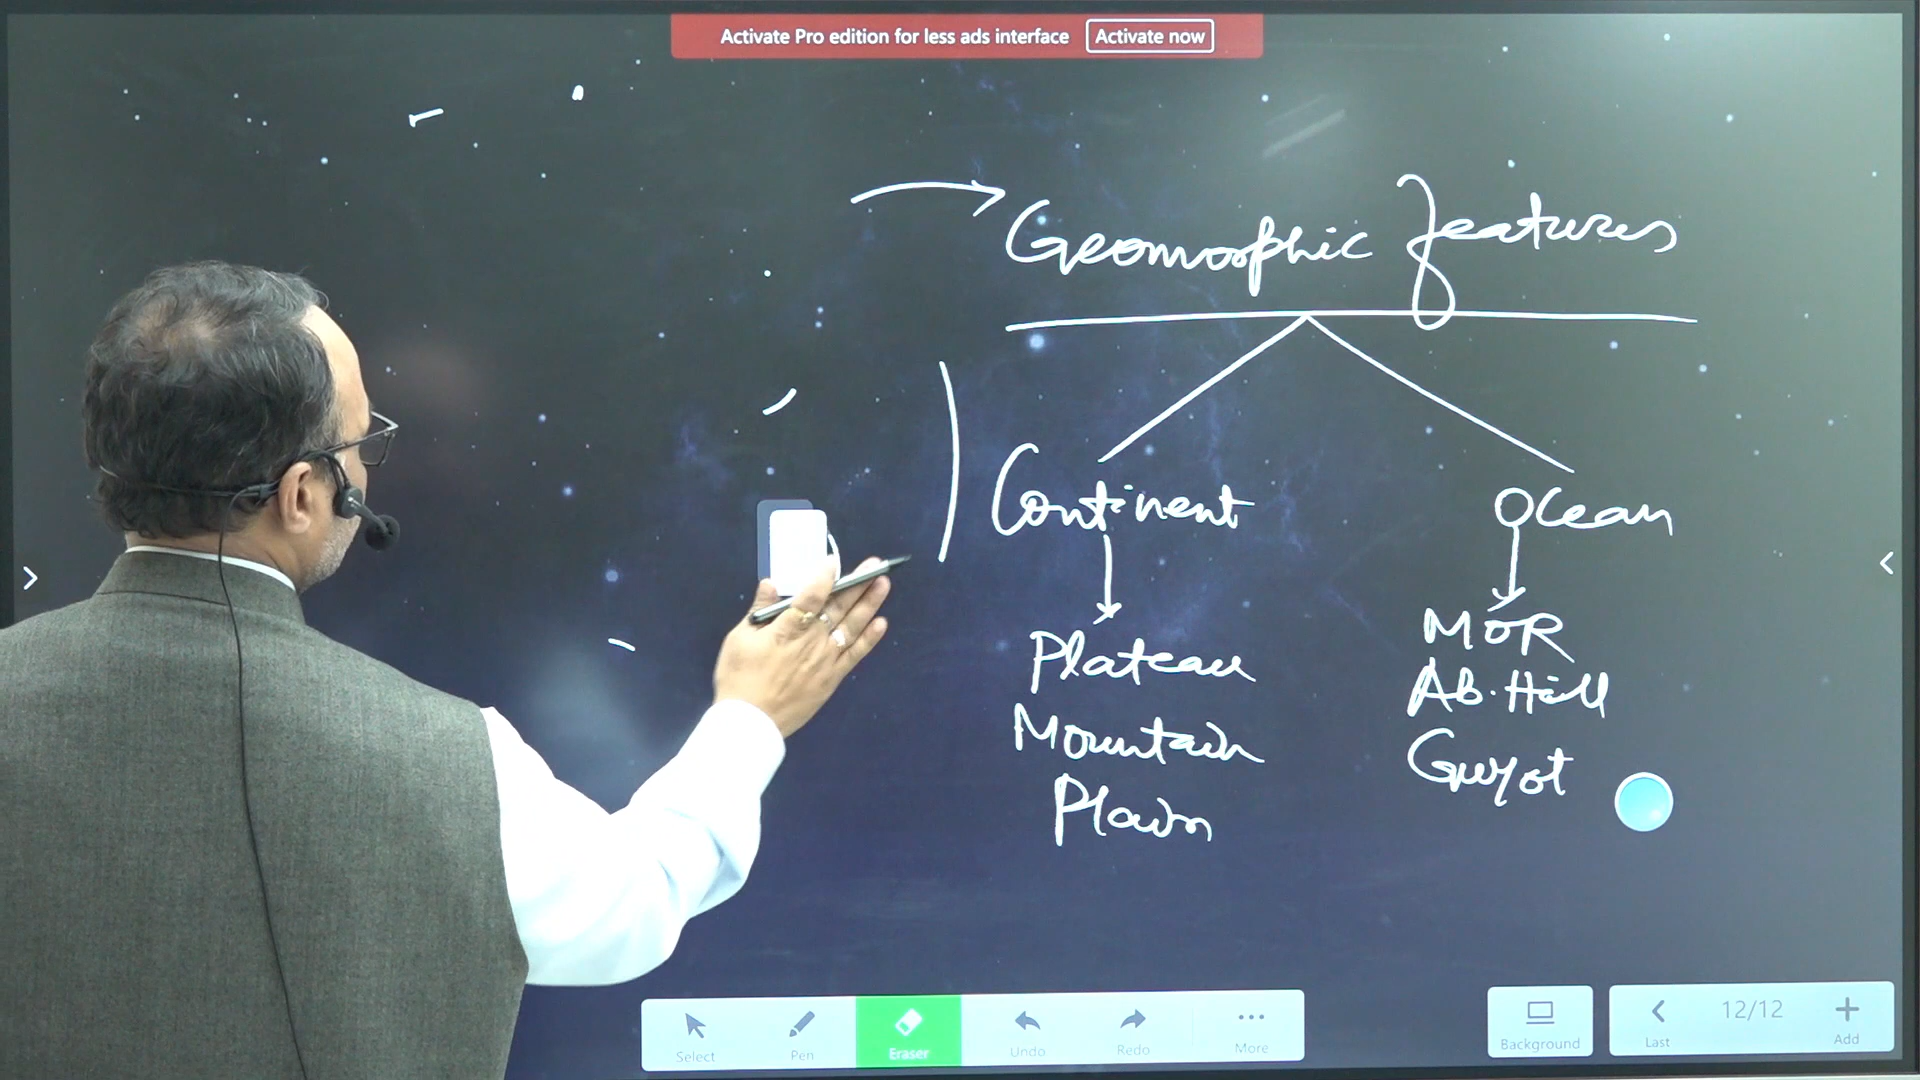 Activate Pro edition for less ads interface Activate now
Geomorphic features
Continent
Ocean
Plateau
Mountain
Plain
MOR
Ab. Hill
Guyot
Select
Pen
Eraser
Undo
Redo
More
Background
Last
12/12
Add